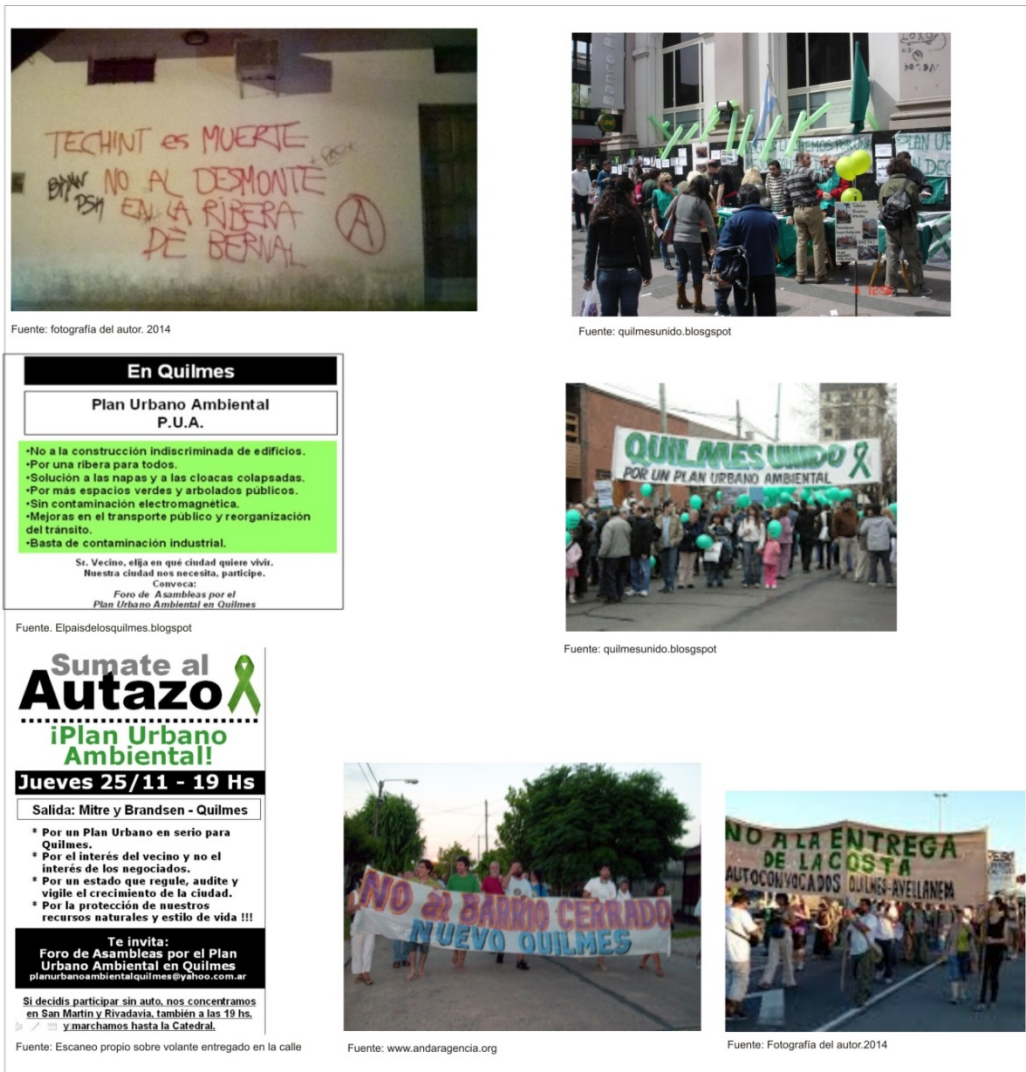 TECHINT es MUERTE
NO AL DESMONTE
EN LA RIBERA
DE BERNAL
Fuente: fotografía del autor. 2014
Banco
Fuente: quilmesunido.blosgspot
En Quilmes
Plan Urbano Ambiental
P.U.A.
•No a la construcción indiscriminada de edificios.
•Por una ribera para todos.
•Solución a las napas y a las cloacas colapsadas.
•Por más espacios verdes y arbolados públicos.
•Sin contaminación electromagnética.
•Mejoras en el transporte público y reorganización
del tránsito.
•Basta de contaminación industrial.
Sr. Vecino, elija en qué ciudad quiere vivir.
Nuestra ciudad nos necesita, participe.
Convoca:
Foro de Asambleas por el
Plan Urbano Ambiental en Quilmes
Fuente. Elpaisdelosquilmes.blogspot
QUILMES UNIDO
POR UN PLAN URBANO AMBIENTAL
Fuente: quilmesunido.blosgspot
Sumate al
Autazo
¡Plan Urbano
Ambiental!
Jueves 25/11 - 19 Hs
Salida: Mitre y Brandsen - Quilmes
* Por un Plan Urbano en serio para
Quilmes.
* Por el interés del vecino y no el
interés de los negociados.
* Por un estado que regule, audite y
vigile el crecimiento de la ciudad.
* Por la protección de nuestros
recursos naturales y estilo de vida !!!
Te invita:
Foro de Asambleas por el Plan
Urbano Ambiental en Quilmes
planurbanoambientalquilmes@yahoo.com.ar
Si decidís participar sin auto, nos concentramos
en San Martín y Rivadavia, también a las 19 hs.
y marchamos hasta la Catedral.
Fuente: Escaneo propio sobre volante entregado en la calle
NO al BARRIO CERRADO
NUEVO QUILMES
Fuente: www.andaragencia.org
NO A LA ENTREGA
DE LA COSTA
AUTOCONVOCADOS QUILMES-AVELLANEDA
Fuente: Fotografía del autor.2014